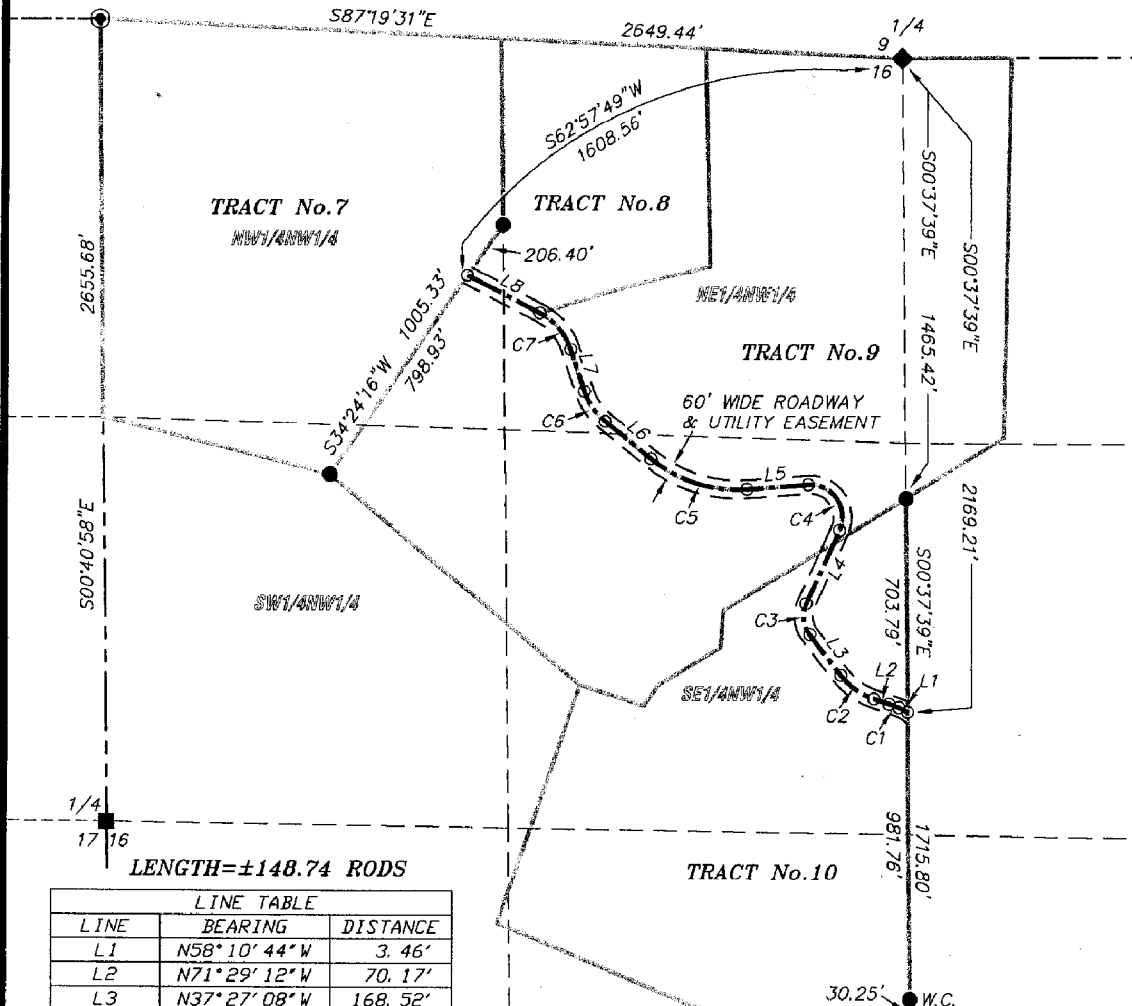 S87°19'31"E
2649.44'
1/4
9
16
S62°57'49"W
1608.56'
S00°37'39"E
S00°37'39"E
TRACT No.7
NW1/4NW1/4
TRACT No.8
206.40'
2655.68'
L8
1005.33'
NE1/4NW1/4
C7
1465.42'
S34°24'16"W
798.93'
L7
TRACT No.9
60' WIDE ROADWAY
& UTILITY EASEMENT
C6
L6
L5
C5
C4
2169.21'
S00°40'58"E
L4
S00°37'39"E
703.79'
SW1/4NW1/4
C3
L3
L2
L1
SE1/4NW1/4
C2
C1
1/4
17
16
LENGTH=±148.74 RODS
TRACT No.10
981.76'
1715.80'
LINE TABLE
LINE BEARING DISTANCE
L1 N58°10'44"W 3.46'
L2 N71°29'12"W 70.17'
L3 N37°27'08"W 168.52'
30.25'
W.C.